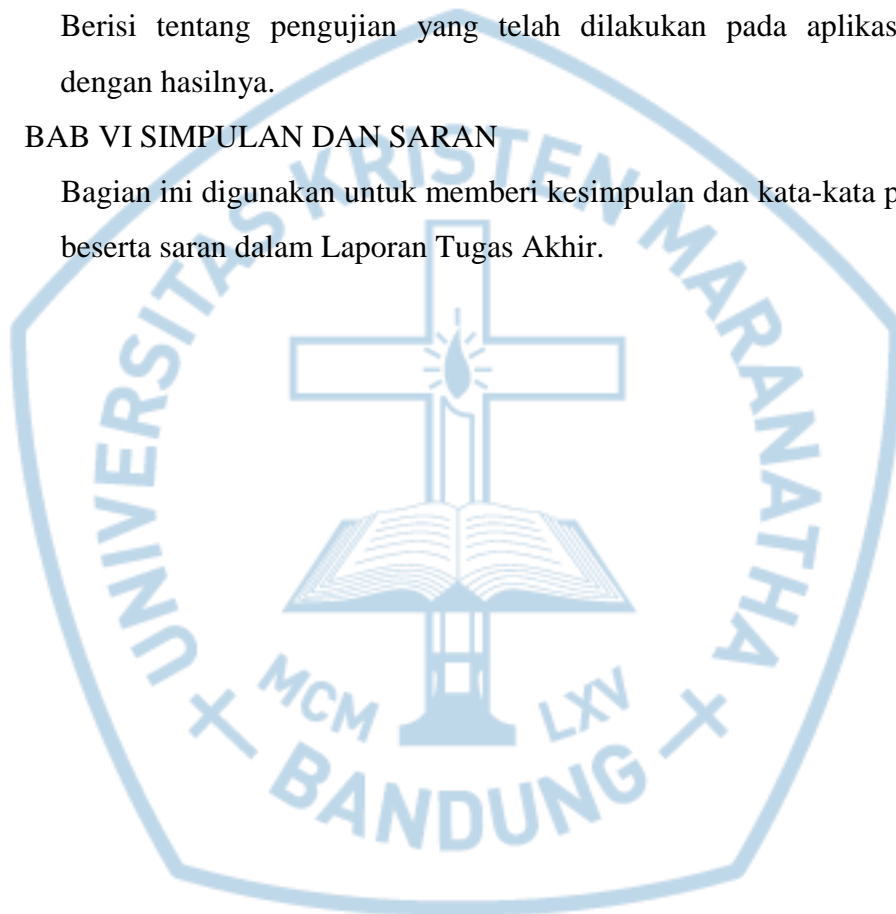 Berisi tentang pengujian yang telah dilakukan pada
dengan hasilnya.
BAB VI SIMPULAN DAN SARAN
Bagian ini digunakan untuk memberi kesimpulan dan kata-kata
beserta saran dalam Laporan Tugas Akhir.
UNIVERSITAS KRISTEN MARANATHA
MCM LXV
+ BANDUNG +